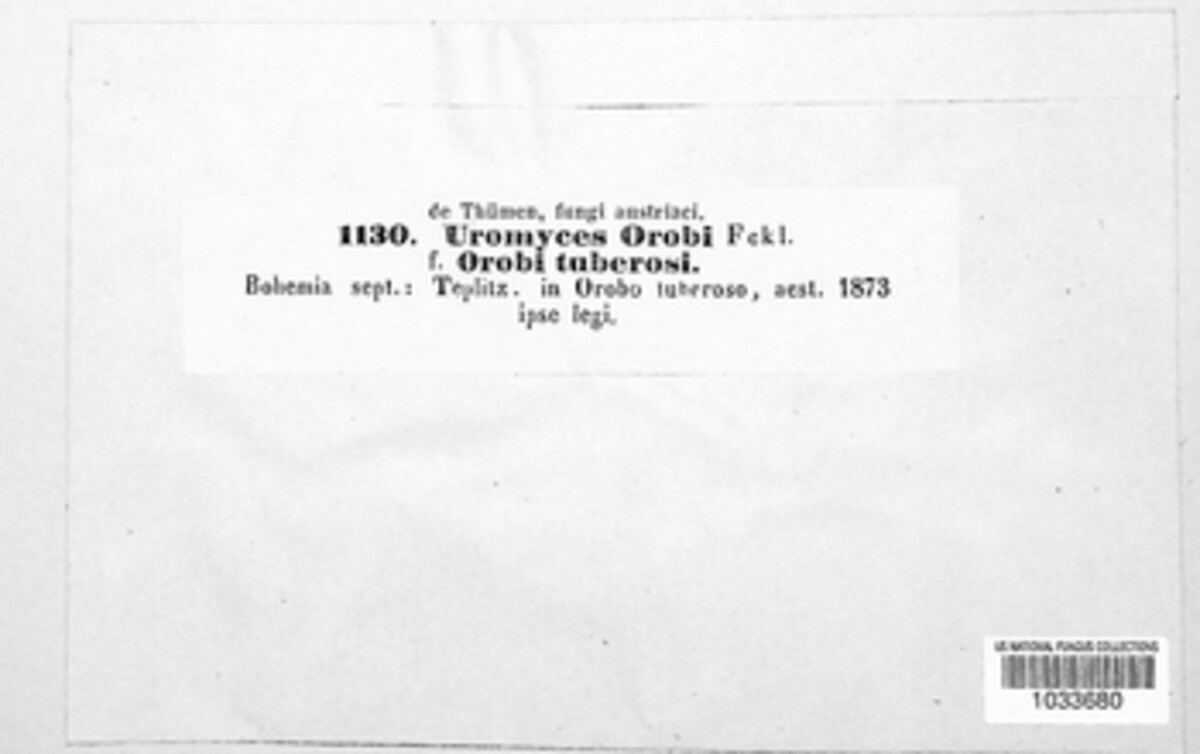 de Thümen, fungi austriaci.
1130. Uromyces Orobi Fckl.
f. Orobi tuberosi.
Bohemia sept.: Teplitz. in Orobo tuberoso, aest. 1873
ipse legi.
US NATIONAL FUNGUS COLLECTIONS
1033680